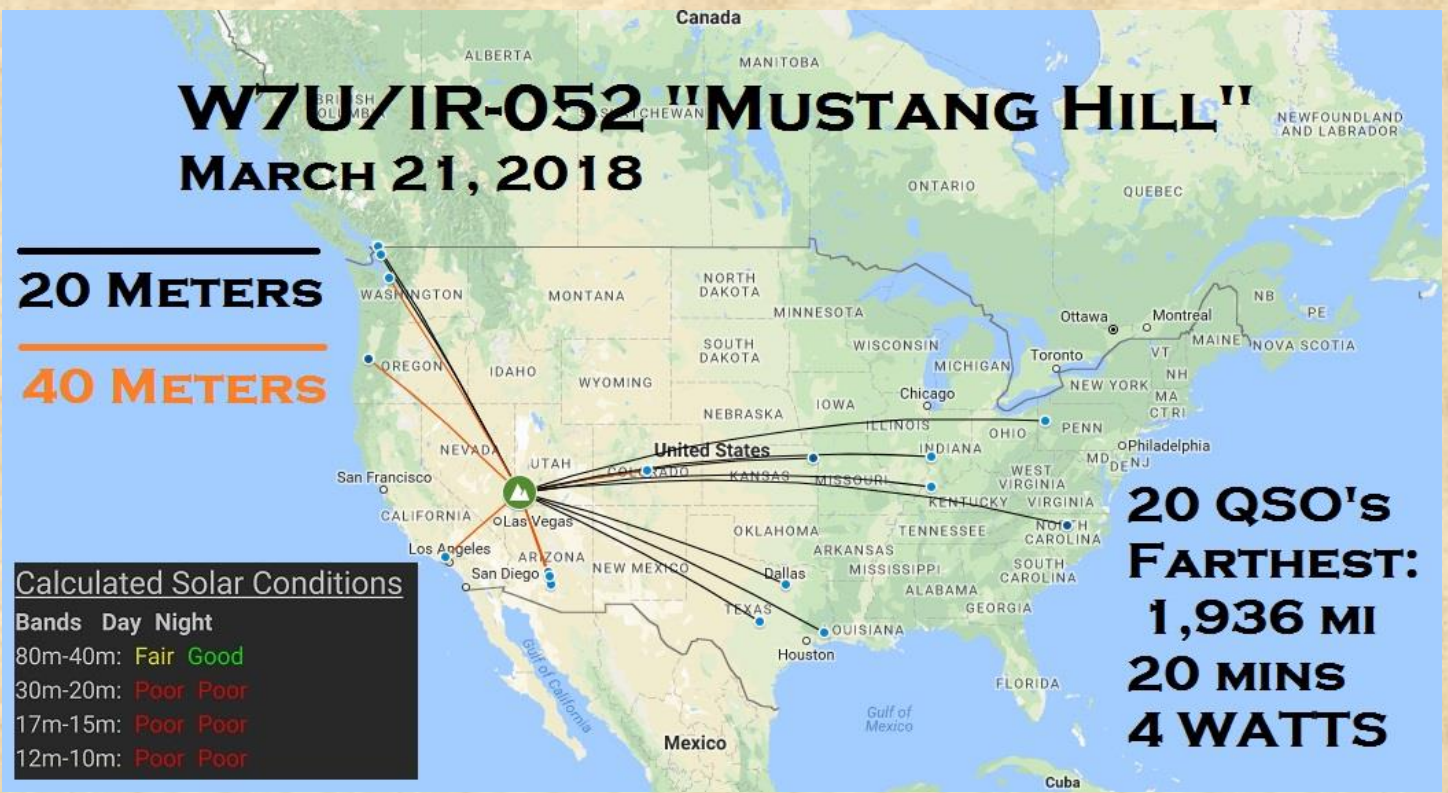 Canada
ALBERTA
MANITOBA
W7U/IR-052 "MUSTANG HILL"
BRITISH
COLUMBIA
SASKATCHEWAN
NEWFOUNDLAND
AND LABRADOR
MARCH 21, 2018
ONTARIO
QUEBEC
20 METERS
WASHINGTON
MONTANA
NORTH
DAKOTA
MINNESOTA
Ottawa
Montreal
NB
PE
40 METERS
OREGON
IDAHO
WYOMING
SOUTH
DAKOTA
WISCONSIN
MICHIGAN
Toronto
VT
MAINE
NOVA SCOTIA
NH
NEW YORK
MA
CT RI
Chicago
IOWA
NEBRASKA
ILLINOIS
INDIANA
OHIO
PENN
Philadelphia
MD
DE NJ
NEVADA
UTAH
United States
COLORADO
KANSAS
MISSOURI
WEST
VIRGINIA
KENTUCKY
VIRGINIA
San Francisco
CALIFORNIA
Las Vegas
OKLAHOMA
TENNESSEE
NORTH
CAROLINA
Los Angeles
ARIZONA
NEW MEXICO
ARKANSAS
MISSISSIPPI
SOUTH
CAROLINA
San Diego
Dallas
ALABAMA
GEORGIA
TEXAS
LOUISIANA
Houston
FLORIDA
Gulf of California
Gulf of
Mexico
Mexico
Cuba
20 QSO's
FARTHEST:
1,936 MI
20 MINS
4 WATTS
Calculated Solar Conditions
Bands Day Night
80m-40m: Fair Good
30m-20m: Poor Poor
17m-15m: Poor Poor
12m-10m: Poor Poor